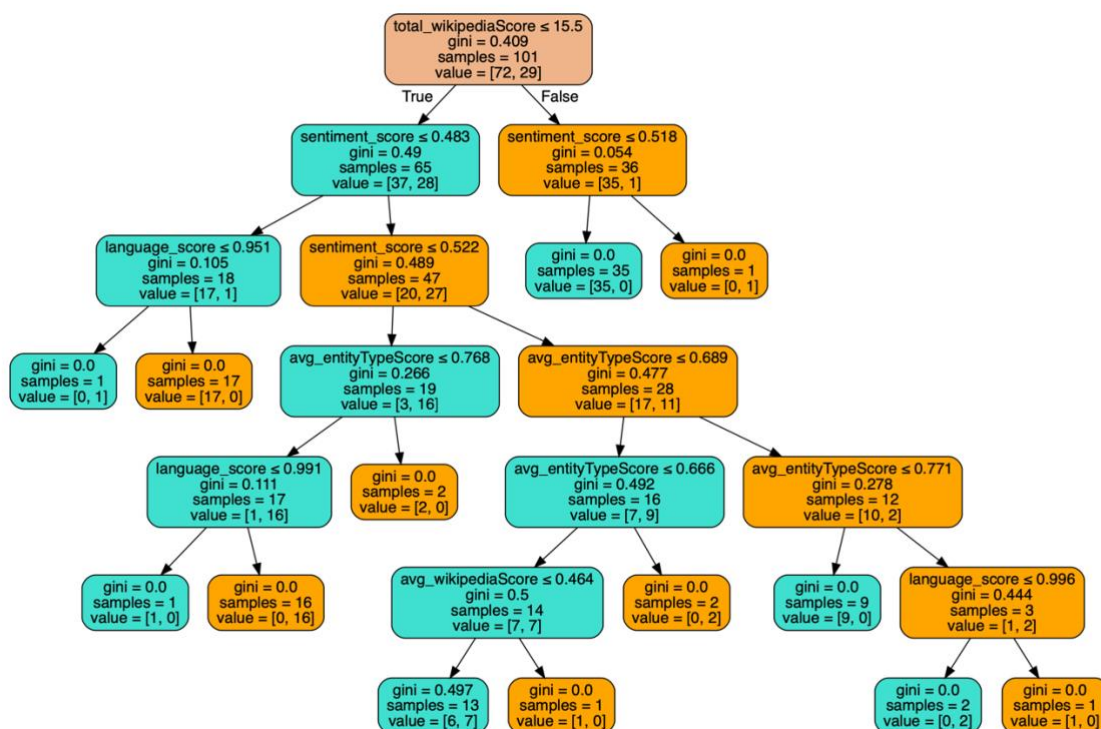 total_wikipediaScore ≤ 15.5
gini = 0.409
samples = 101
value = [72, 29]
True
False
sentiment_score ≤ 0.483
gini = 0.49
samples = 65
value = [37, 28]
sentiment_score ≤ 0.518
gini = 0.054
samples = 36
value = [35, 1]
language_score ≤ 0.951
gini = 0.105
samples = 18
value = [17, 1]
sentiment_score ≤ 0.522
gini = 0.489
samples = 47
value = [20, 27]
gini = 0.0
samples = 35
value = [35, 0]
gini = 0.0
samples = 1
value = [0, 1]
gini = 0.0
samples = 1
value = [0, 1]
gini = 0.0
samples = 17
value = [17, 0]
avg_entityTypeScore ≤ 0.768
gini = 0.266
samples = 19
value = [3, 16]
avg_entityTypeScore ≤ 0.689
gini = 0.477
samples = 28
value = [17, 11]
language_score ≤ 0.991
gini = 0.111
samples = 17
value = [1, 16]
gini = 0.0
samples = 2
value = [2, 0]
avg_entityTypeScore ≤ 0.666
gini = 0.492
samples = 16
value = [7, 9]
avg_entityTypeScore ≤ 0.771
gini = 0.278
samples = 12
value = [10, 2]
gini = 0.0
samples = 1
value = [1, 0]
gini = 0.0
samples = 16
value = [0, 16]
avg_wikipediaScore ≤ 0.464
gini = 0.5
samples = 14
value = [7, 7]
gini = 0.0
samples = 2
value = [0, 2]
gini = 0.0
samples = 9
value = [9, 0]
language_score ≤ 0.996
gini = 0.444
samples = 3
value = [1, 2]
gini = 0.497
samples = 13
value = [6, 7]
gini = 0.0
samples = 1
value = [1, 0]
gini = 0.0
samples = 2
value = [0, 2]
gini = 0.0
samples = 1
value = [1, 0]